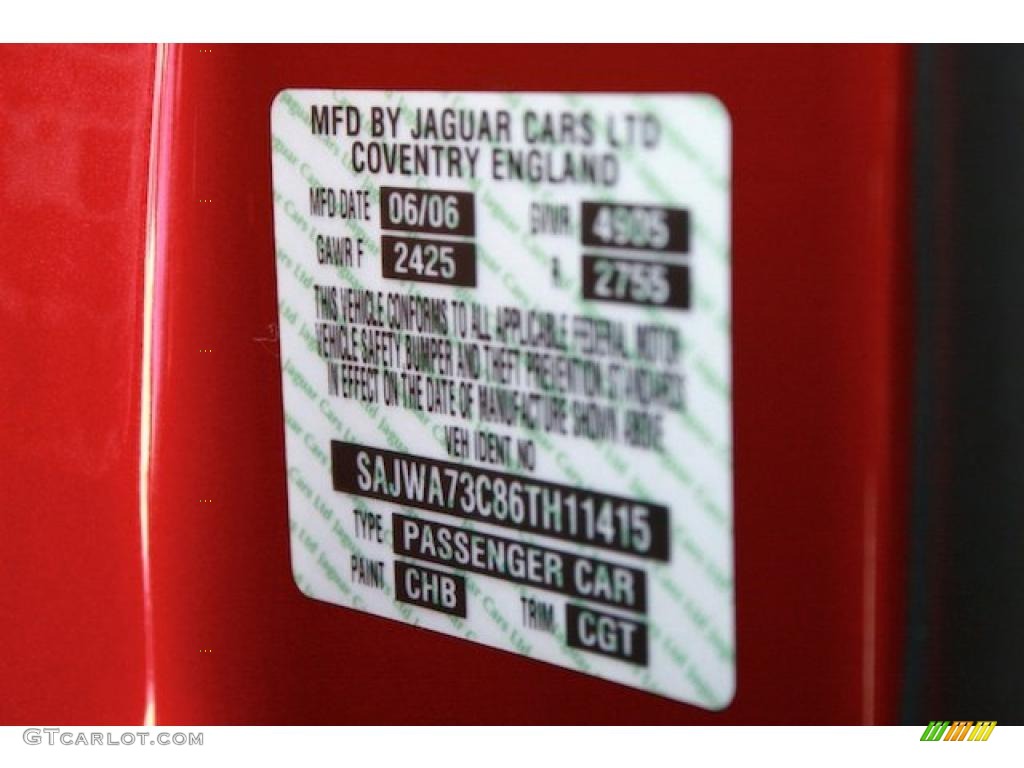 MFD BY JAGUAR CARS LTD
COVENTRY ENGLAND
MFD DATE 06/06 GVWR 4905
GAWR F 2425 R 2755
THIS VEHICLE CONFORMS TO ALL APPLICABLE FEDERAL MOTOR
VEHICLE SAFETY, BUMPER AND THEFT PREVENTION STANDARDS
IN EFFECT ON THE DATE OF MANUFACTURE SHOWN ABOVE
VEH IDENT NO
SAJWA73C86TH11415
TYPE PASSENGER CAR
PAINT CHB TRIM CGT
GTCARLOT.COM